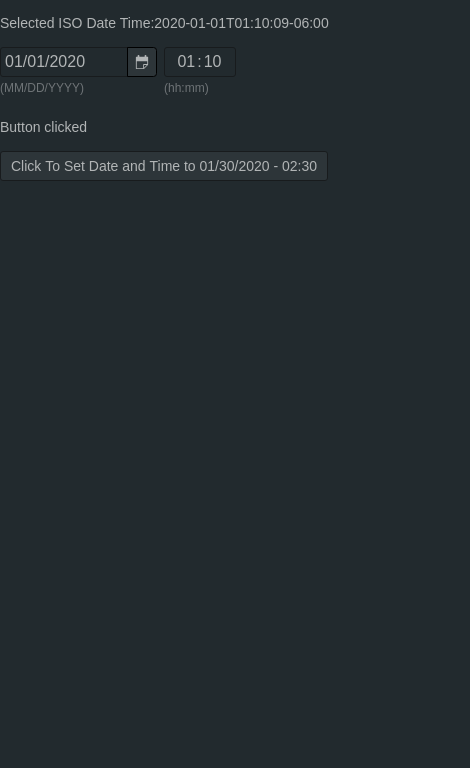 Selected ISO Date Time:2020-01-01T01:10:09-06:00
01/01/2020 01:10
(MM/DD/YYYY) (hh:mm)
Button clicked
Click To Set Date and Time to 01/30/2020 - 02:30